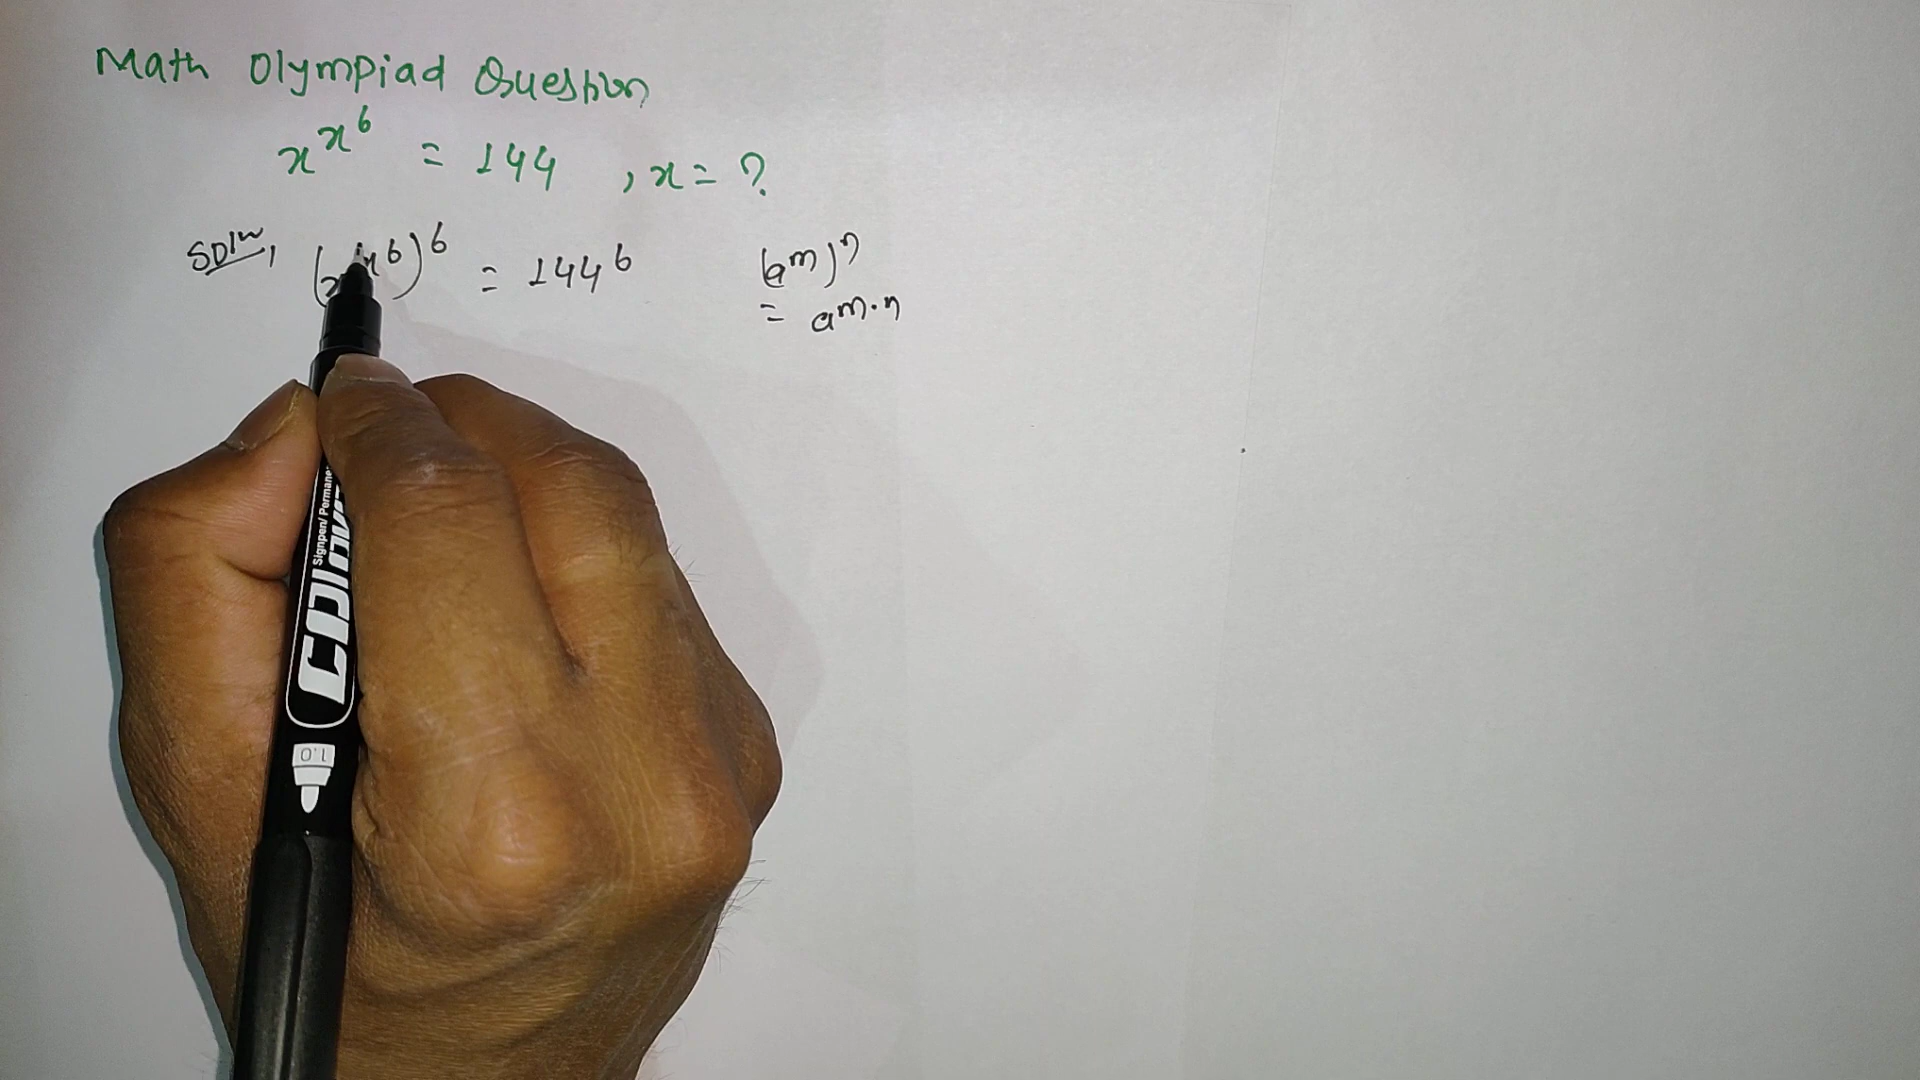 Math Olympiad Question
x^x^6 = 144 , x = ?
Soln, (x^x^6)^6 = 144^6
(a^m)^n
= a^m.n
Signpen/Permane
1.0